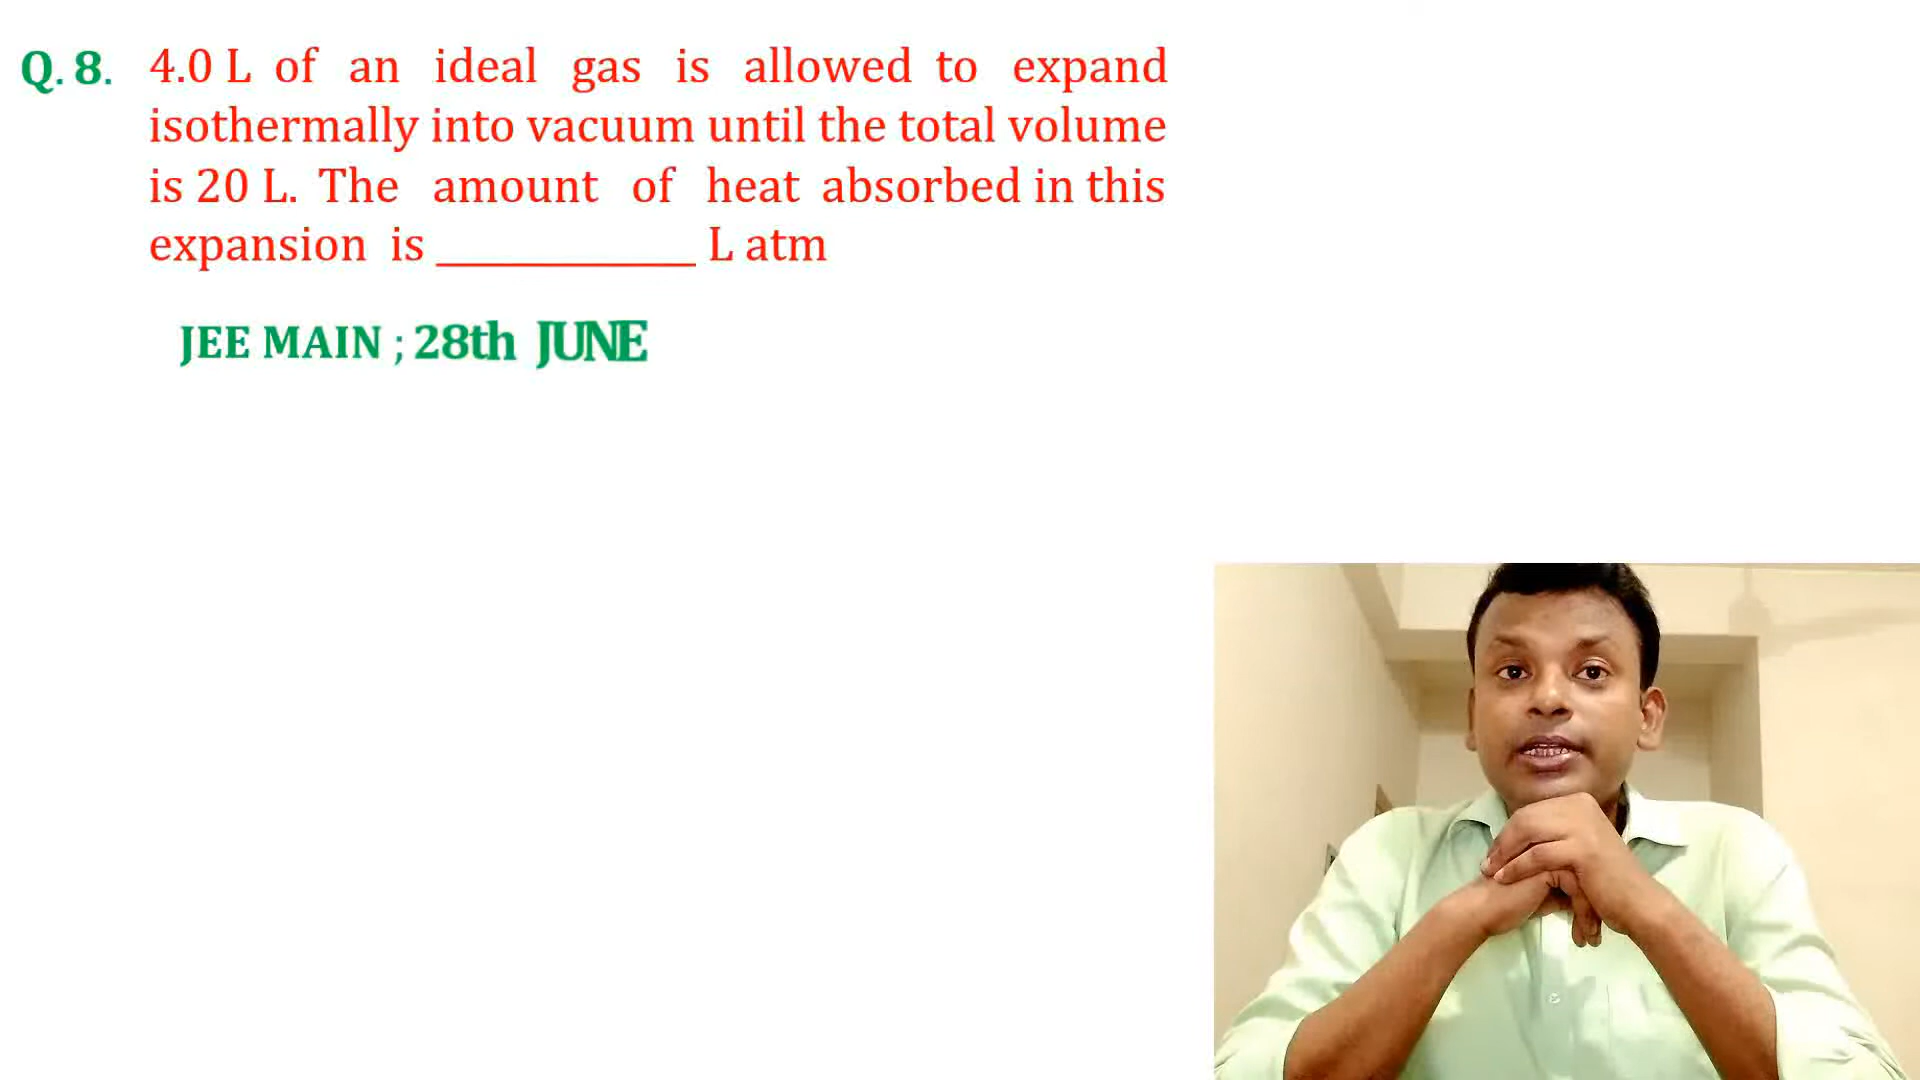 Q. 8. 4.0 L of an ideal gas is allowed to expand
isothermally into vacuum until the total volume
is 20 L. The amount of heat absorbed in this
expansion is ____________ L atm
JEE MAIN ; 28th JUNE